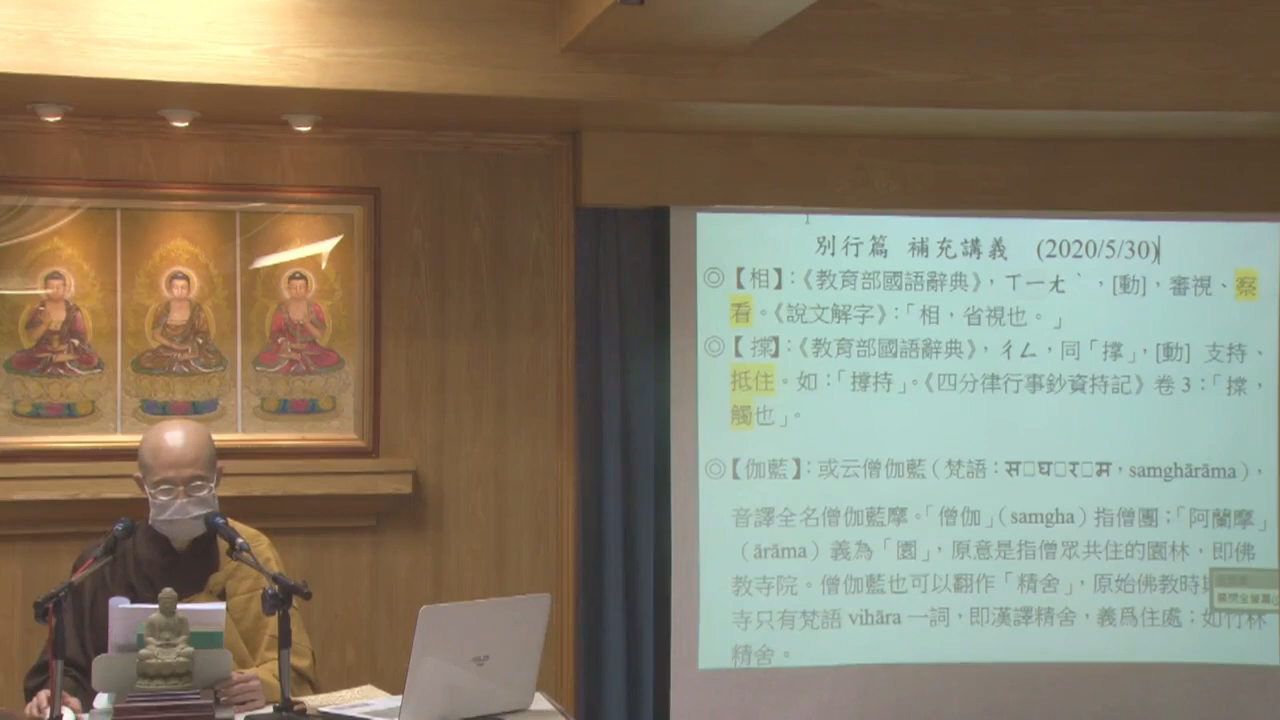 別行篇 補充講義 (2020/5/30)
◎【相】:《教育部國語辭典》,ㄒㄧㄤˋ,[動],審視、察
看。《說文解字》:「相,省視也。」
◎【撑】:《教育部國語辭典》,ㄔㄥ,同「撐」,[動] 支持、
抵住。如:「撐持」。《四分律行事鈔資持記》卷 3:「
觸也」。
◎【伽藍】:或云僧伽藍(梵語: samghārāma),
音譯全名僧伽藍摩。「僧伽」(samgha)指僧團;「阿蘭摩」
(ārāma)義為「園」,原意是指僧眾共住的園林,即佛
教寺院。僧伽藍也可以翻作「精舍」,原始佛教時
寺只有梵語 vihāra 一詞,即漢譯精舍,義爲住處;如竹林
精舍。
ASUS